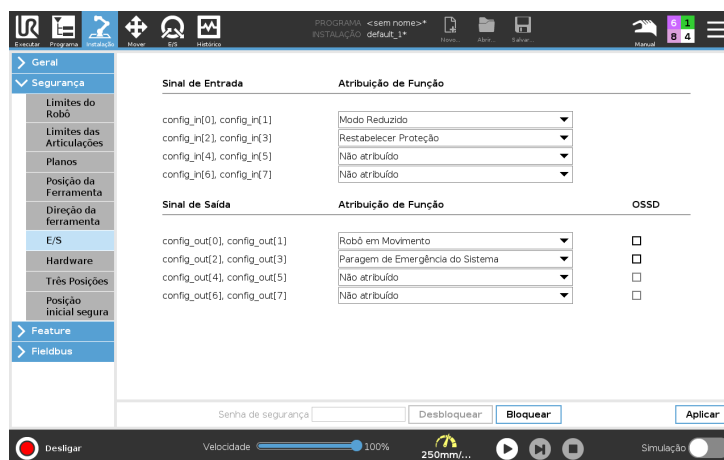 UR
PROGRAMA <sem nome>*
INSTALAÇÃO default_1*
Executar Programa Instalação Mover E/S Histórico Novo... Abrir... Salvar... Manual
6 1
8 4
Geral
Segurança
Limites do Robô
Limites das Articulações
Planos
Posição da Ferramenta
Direção da ferramenta
E/S
Hardware
Três Posições
Posição inicial segura
Feature
Fieldbus
Sinal de Entrada Atribuição de Função
config_in[0], config_in[1] Modo Reduzido
config_in[2], config_in[3] Restabelecer Proteção
config_in[4], config_in[5] Não atribuído
config_in[6], config_in[7] Não atribuído
Sinal de Saída Atribuição de Função OSSD
config_out[0], config_out[1] Robô em Movimento
config_out[2], config_out[3] Paragem de Emergência do Sistema
config_out[4], config_out[5] Não atribuído
config_out[6], config_out[7] Não atribuído
Senha de segurança Desbloquear Bloquear Aplicar
Desligar Velocidade 100% 250mm/... Simulação